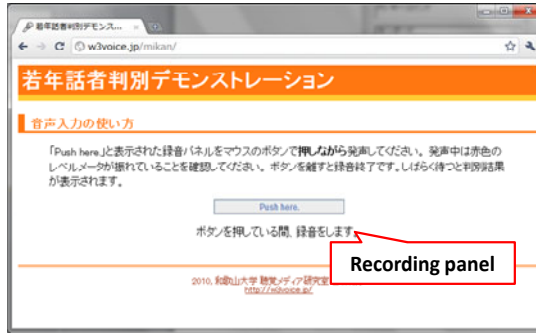 若年話者判別デモンストレ...
w3voice.jp/mikan/
若年話者判別デモンストレーション
音声入力の使い方
「Push here.」と表示された録音パネルをマウスのボタンで押しながら発声してください。発声中は赤色の
レベルメータが振れていることを確認してください。ボタンを離すと録音終了です。しばらく待つと判別結果
が表示されます。
Push here.
ボタンを押している間, 録音をします。
Recording panel
2010, 和歌山大学 聴覚メディア研究室
http://w3voice.jp/